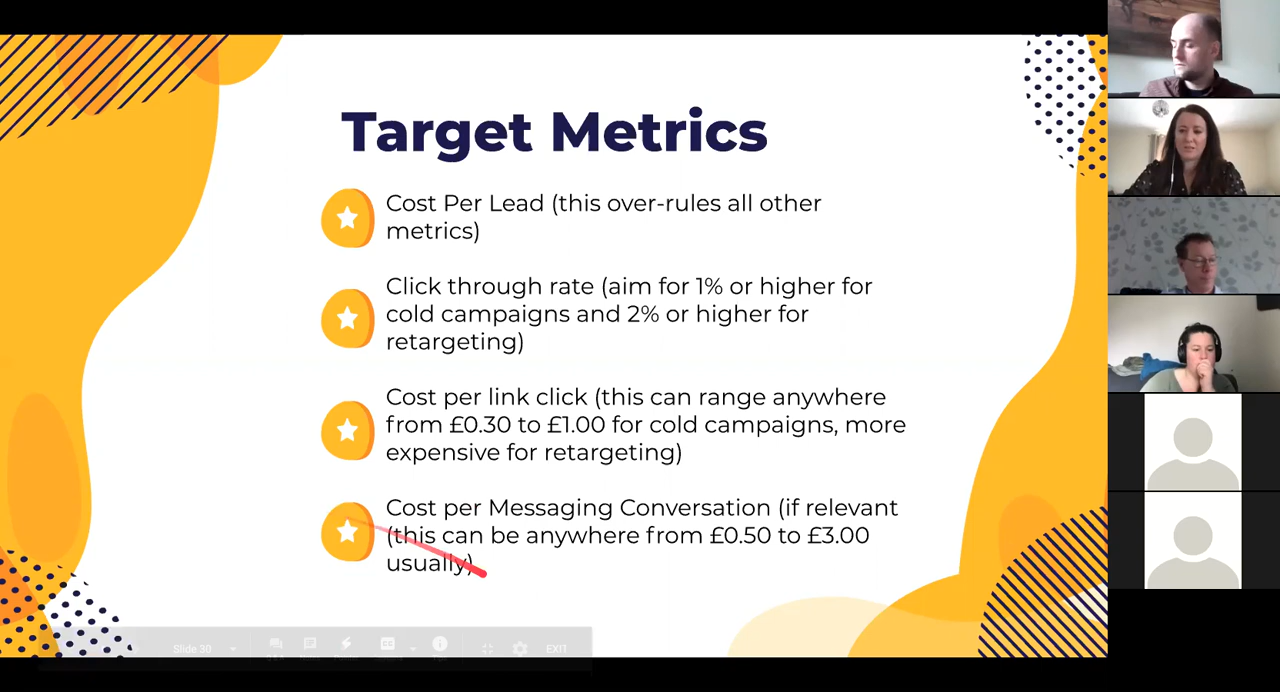 Target Metrics
Cost Per Lead (this over-rules all other
metrics)
Click through rate (aim for 1% or higher for
cold campaigns and 2% or higher for
retargeting)
Cost per link click (this can range anywhere
from £0.30 to £1.00 for cold campaigns, more
expensive for retargeting)
Cost per Messaging Conversation (if relevant
(this can be anywhere from £0.50 to £3.00
usually)
Slide 30
EXIT